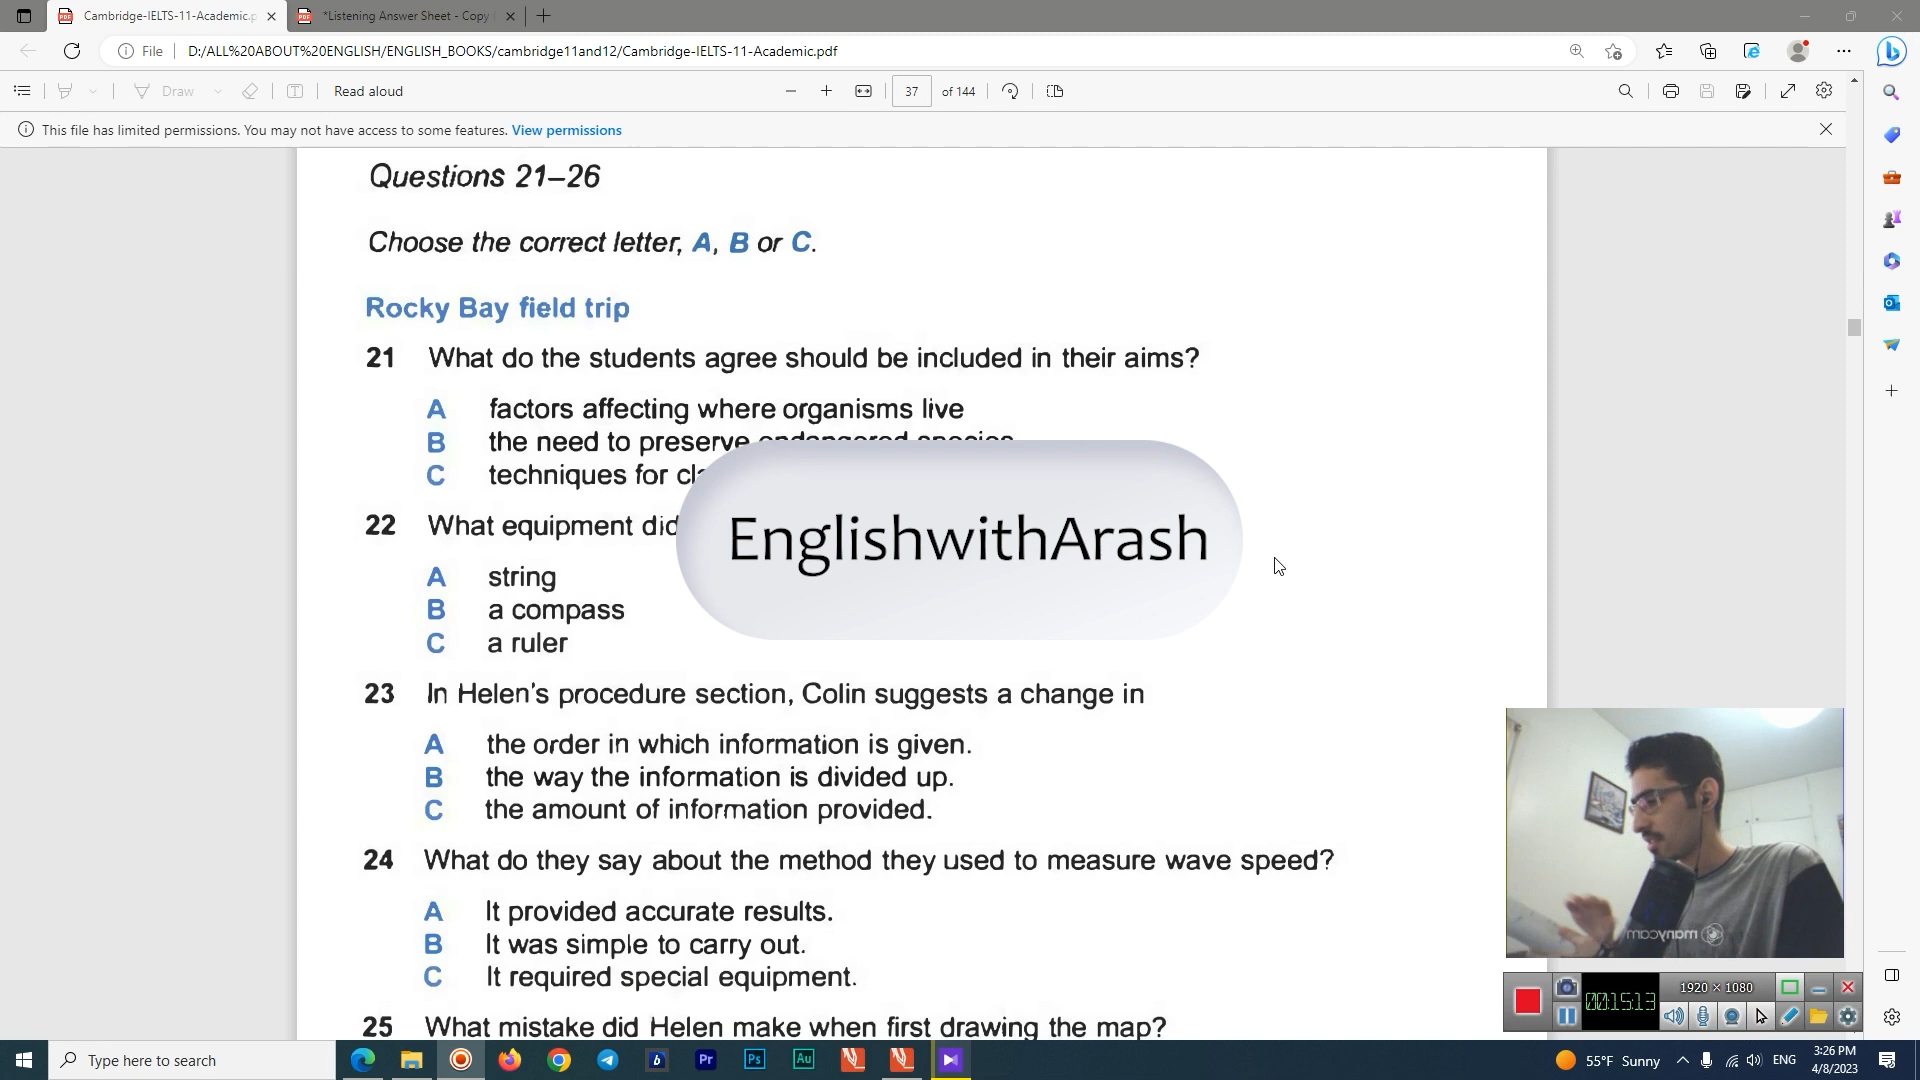 Cambridge-IELTS-11-Academic.p
*Listening Answer Sheet - Copy
File
D:/ALL%20ABOUT%20ENGLISH/ENGLISH_BOOKS/cambridge11and12/Cambridge-IELTS-11-Academic.pdf
Draw
Read aloud
37
of 144
This file has limited permissions. You may not have access to some features. View permissions
Questions 21–26
Choose the correct letter, A, B or C.
Rocky Bay field trip
21 What do the students agree should be included in their aims?
A factors affecting where organisms live
B the need to preserve endangered species
C techniques for
22 What equipment did
A string
B a compass
C a ruler
EnglishwithArash
23 In Helen's procedure section, Colin suggests a change in
A the order in which information is given.
B the way the information is divided up.
C the amount of information provided.
24 What do they say about the method they used to measure wave speed?
A It provided accurate results.
B It was simple to carry out.
C It required special equipment.
25 What mistake did Helen make when first drawing the map?
manycam
1920 × 1080
00:15:13
Type here to search
Pr
Ps
Au
55°F Sunny
ENG
3:26 PM
4/8/2023